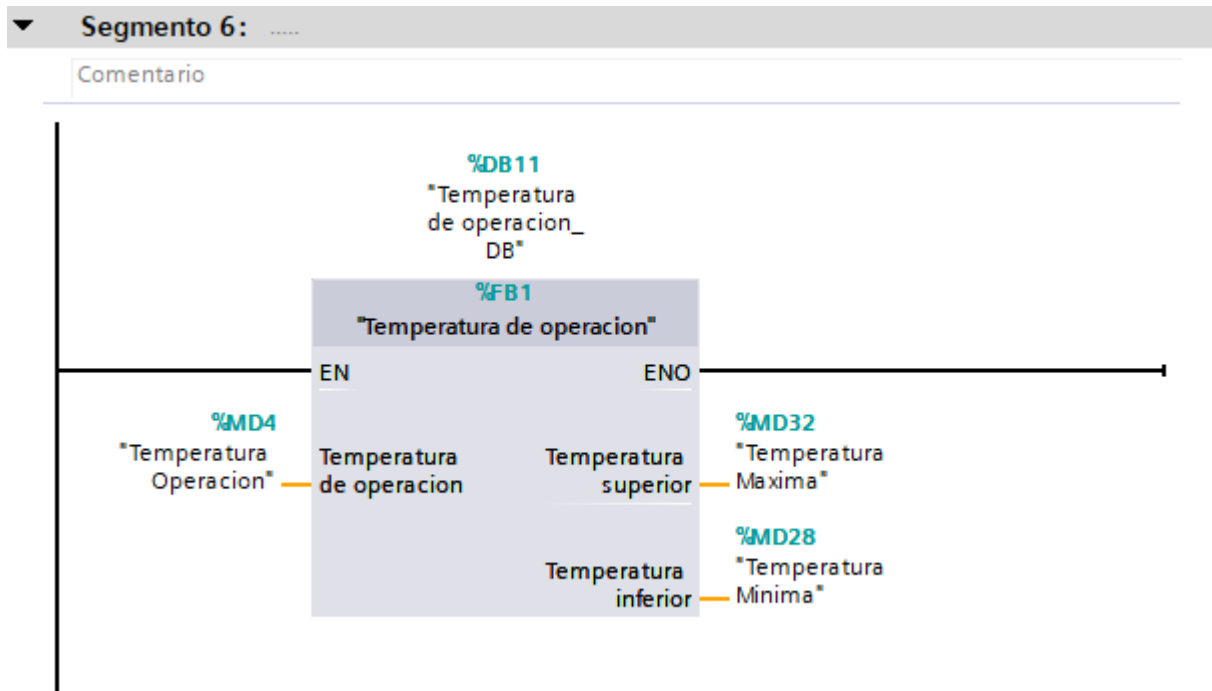 Segmento 6: .....
Comentario
%DB11
"Temperatura
de operacion_
DB"
%FB1
"Temperatura de operacion"
EN
ENO
%MD4
"Temperatura
Operacion"
Temperatura
de operacion
Temperatura
superior
%MD32
"Temperatura
Maxima"
Temperatura
inferior
%MD28
"Temperatura
Minima"